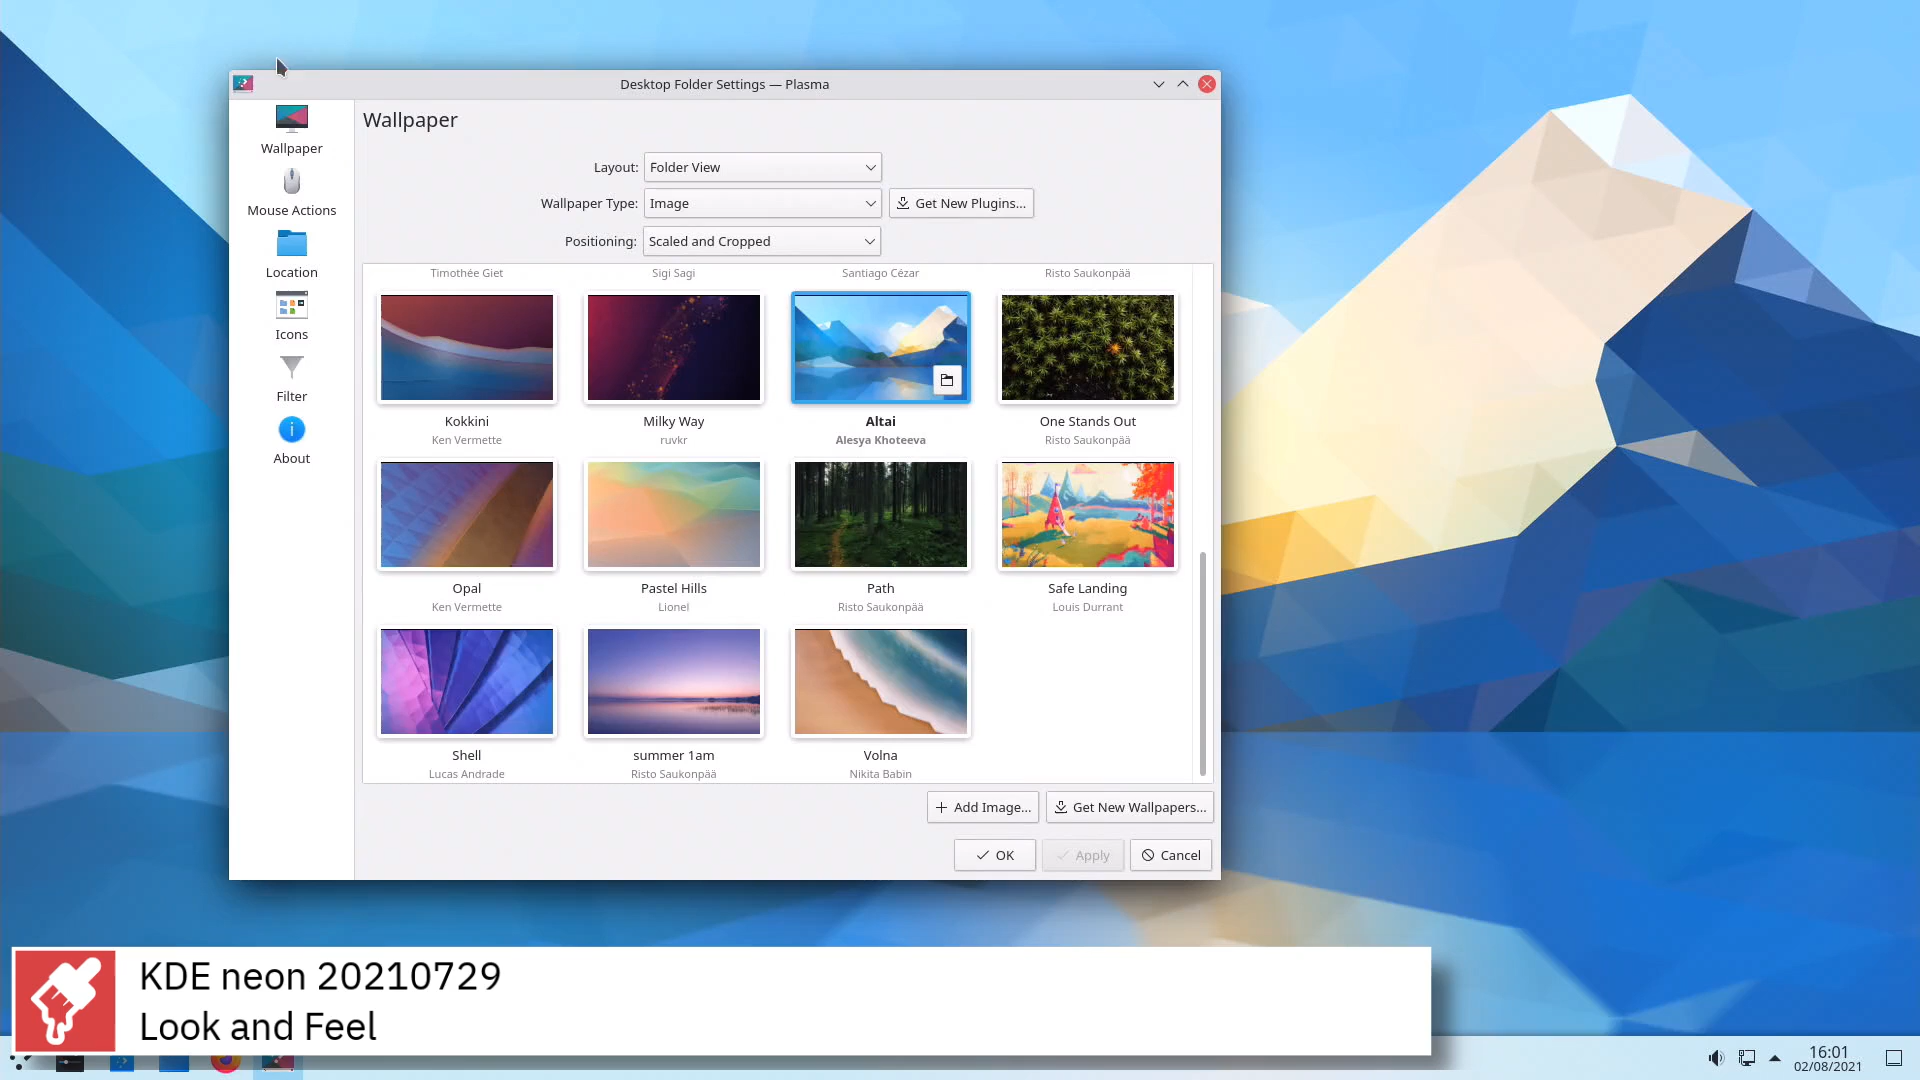 Desktop Folder Settings — Plasma
Wallpaper
Mouse Actions
Location
Icons
Filter
About
Wallpaper
Layout: Folder View
Wallpaper Type: Image Get New Plugins...
Positioning: Scaled and Cropped
Timothée Giet Sigi Sagi Santiago Cézar Risto Saukonpää
Kokkini Milky Way Altai One Stands Out
Ken Vermette ruvkr Alesya Khoteeva Risto Saukonpää
Opal Pastel Hills Path Safe Landing
Ken Vermette Lionel Risto Saukonpää Louis Durrant
Shell summer 1am Volna
Lucas Andrade Risto Saukonpää Nikita Babin
Add Image... Get New Wallpapers...
OK Apply Cancel
KDE neon 20210729
Look and Feel
16:01
02/08/2021